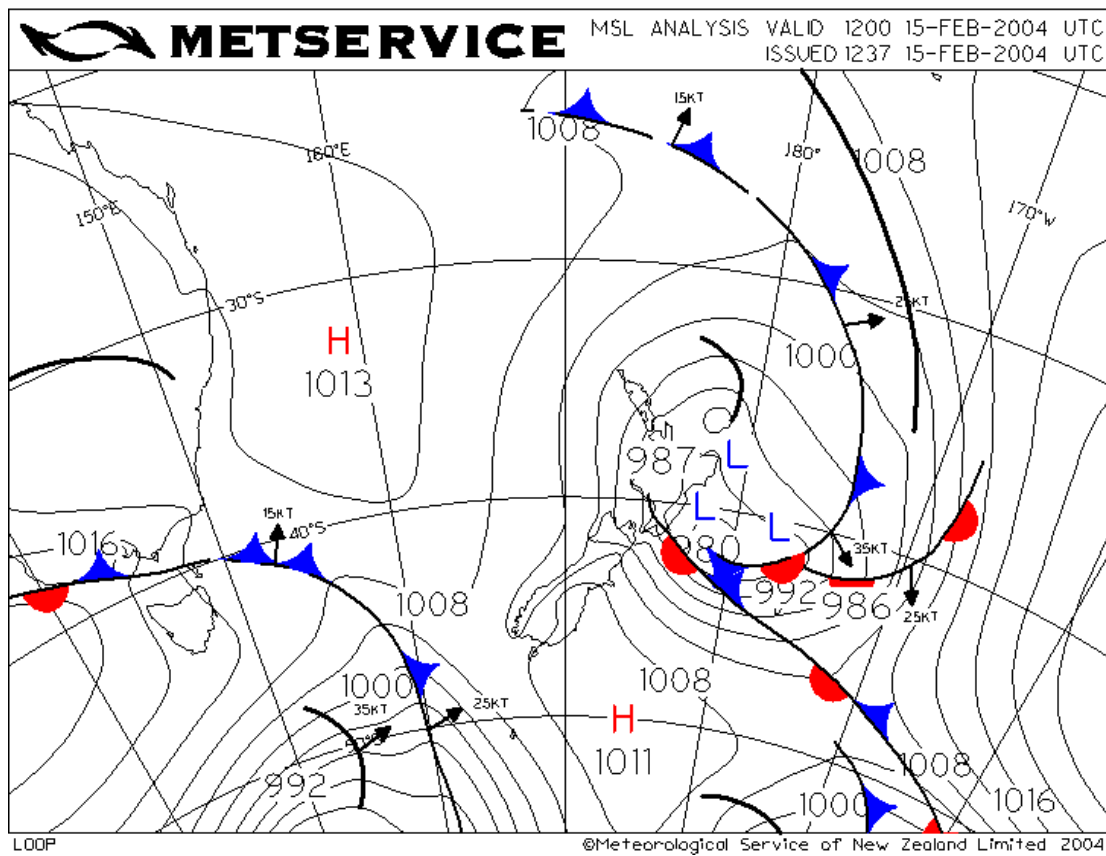 METSERVICE
MSL ANALYSIS VALID 1200 15-FEB-2004 UTC
ISSUED 1237 15-FEB-2004 UTC
15KT
1008
160°E
180°
1008
150°E
170°W
30°S
25KT
H
1000
1013
987
L
L
15KT
40°S
L
1016
980
35KT
1008
992
986
25KT
1008
1000
35KT
25KT
H
50°S
1011
1008
992
1000
1016
LOOP
©Meteorological Service of New Zealand Limited 2004